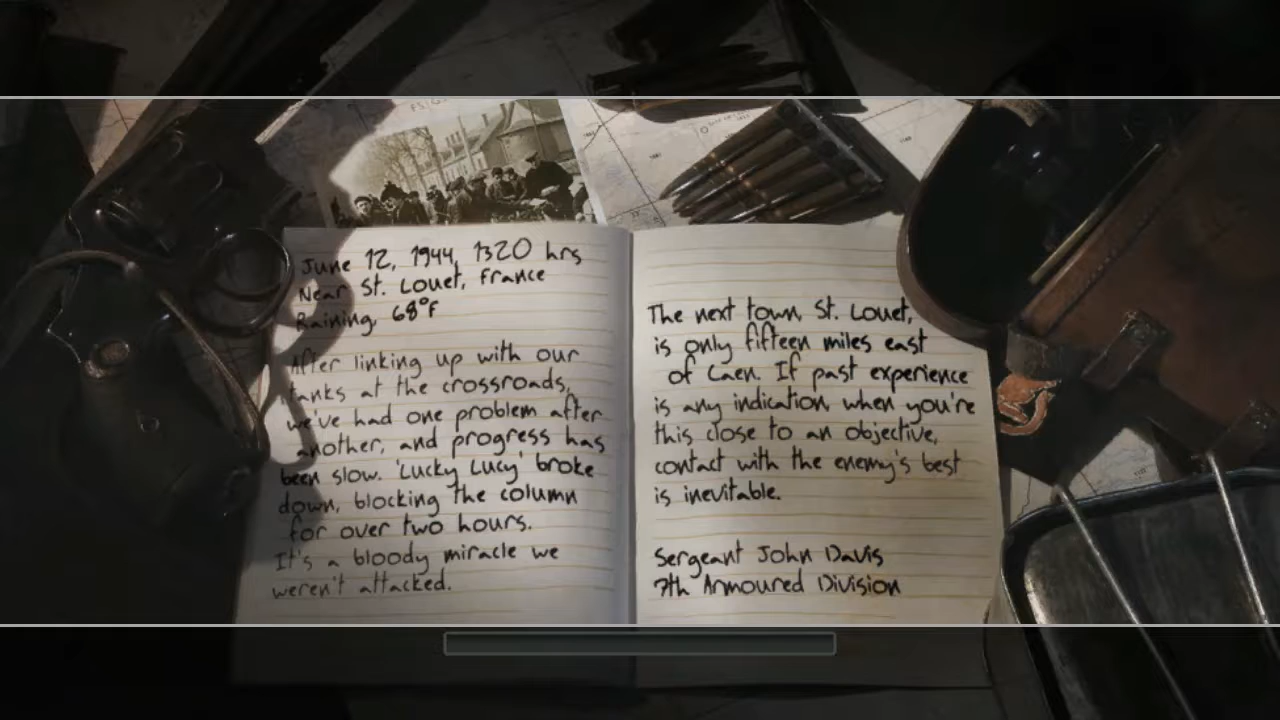 June 12, 1944, 1320 hrs
Near St. Louet, France
Raining, 68°F
After linking up with our
tanks at the crossroads,
we've had one problem after
another, and progress has
been slow. 'Lucky Lucy' broke
down, blocking the column
for over two hours.
It's a bloody miracle we
weren't attacked.
The next town, St. Louet,
is only fifteen miles east
of Caen. If past experience
is any indication, when you're
this close to an objective,
contact with the enemy's best
is inevitable.
Sergeant John Davis
7th Armoured Division